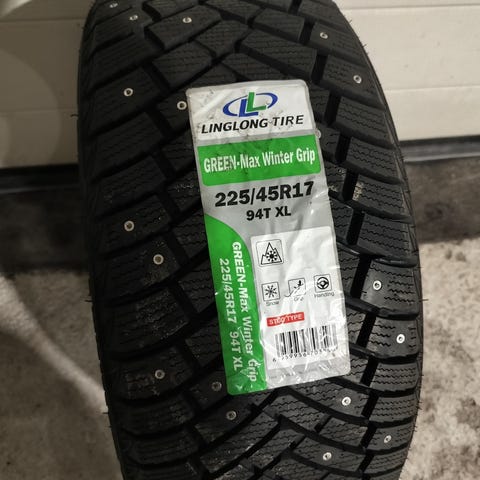 LINGLONG TIRE
GREEN-Max Winter Grip
225/45R17
94T XL
GREEN-Max Winter Grip
225/45R17 94T XL
Snow
Grip
Handling
STUD TYPE